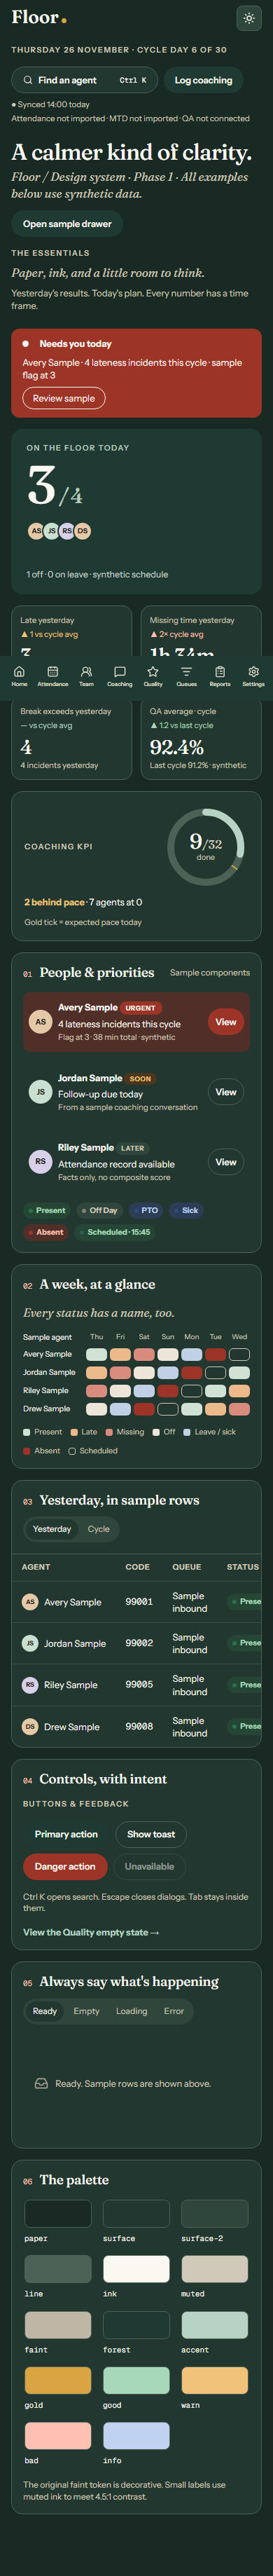 Floor.
THURSDAY 26 NOVEMBER · CYCLE DAY 6 OF 30
Find an agent Ctrl K Log coaching
● Synced 14:00 today
Attendance not imported · MTD not imported · QA not connected
A calmer kind of clarity.
Floor / Design system · Phase 1 · All examples
below use synthetic data.
Open sample drawer
THE ESSENTIALS
Paper, ink, and a little room to think.
Yesterday's results. Today's plan. Every number has a time
frame.
Needs you today
Avery Sample · 4 lateness incidents this cycle · sample
flag at 3
Review sample
ON THE FLOOR TODAY
3/4
AS JS RS DS
1 off · 0 on leave · synthetic schedule
Late yesterday
▲ 1 vs cycle avg
Missing time yesterday
▲ 2× cycle avg
1h 34m
Home Attendance Team Coaching Quality Queues Reports Settings
Break exceeds yesterday
— vs cycle avg
4
4 incidents yesterday
QA average · cycle
▲ 1.2 vs last cycle
92.4%
Last cycle 91.2% · synthetic
COACHING KPI
9/32
done
2 behind pace · 7 agents at 0
Gold tick = expected pace today
01 People & priorities Sample components
AS Avery Sample URGENT
4 lateness incidents this cycle
Flag at 3 · 38 min total · synthetic
View
JS Jordan Sample SOON
Follow-up due today
From a sample coaching conversation
View
RS Riley Sample LATER
Attendance record available
Facts only, no composite score
View
Present Off Day PTO Sick
Absent Scheduled · 15:45
02 A week, at a glance
Every status has a name, too.
Sample agent Thu Fri Sat Sun Mon Tue Wed
Avery Sample
Jordan Sample
Riley Sample
Drew Sample
Present Late Missing Off Leave / sick
Absent Scheduled
03 Yesterday, in sample rows
Yesterday Cycle
AGENT CODE QUEUE STATUS
AS Avery Sample 99001 Sample inbound Prese
JS Jordan Sample 99002 Sample inbound Prese
RS Riley Sample 99005 Sample inbound Prese
DS Drew Sample 99008 Sample inbound Prese
04 Controls, with intent
BUTTONS & FEEDBACK
Primary action Show toast
Danger action Unavailable
Ctrl K opens search. Escape closes dialogs. Tab stays inside
them.
View the Quality empty state →
05 Always say what's happening
Ready Empty Loading Error
Ready. Sample rows are shown above.
06 The palette
paper surface surface-2
line ink muted
faint forest accent
gold good warn
bad info
The original faint token is decorative. Small labels use
muted ink to meet 4.5:1 contrast.